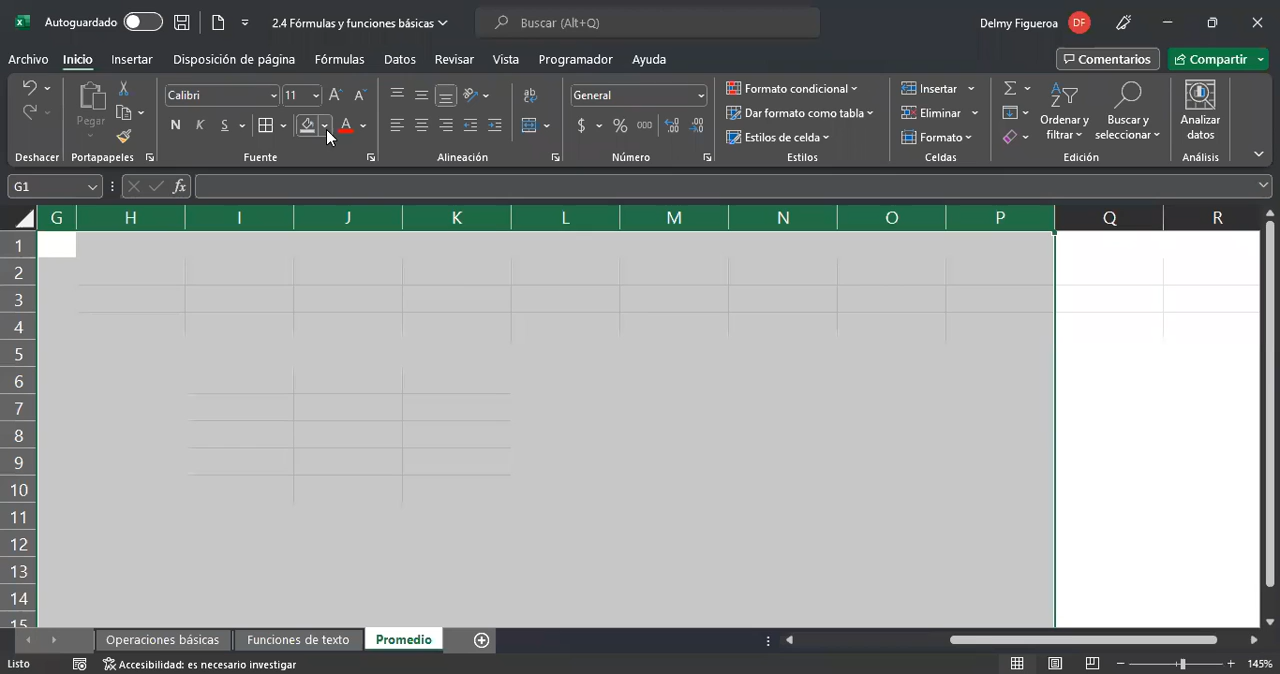 Autoguardado 2.4 Fórmulas y funciones básicas Buscar (Alt+Q) Delmy Figueroa DF
Archivo Inicio Insertar Disposición de página Fórmulas Datos Revisar Vista Programador Ayuda Comentarios Compartir
Calibri 11 General Formato condicional Insertar
Pegar Dar formato como tabla Eliminar Ordenar y filtrar Buscar y seleccionar Analizar datos
N K S A $ % 000 Estilos de celda Formato
Deshacer Portapapeles Fuente Alineación Número Estilos Celdas Edición Análisis
G1 fx
G H I J K L M N O P Q R
1
2
3
4
5
6
7
8
9
10
11
12
13
14
15
Operaciones básicas Funciones de texto Promedio
Listo Accesibilidad: es necesario investigar 145%